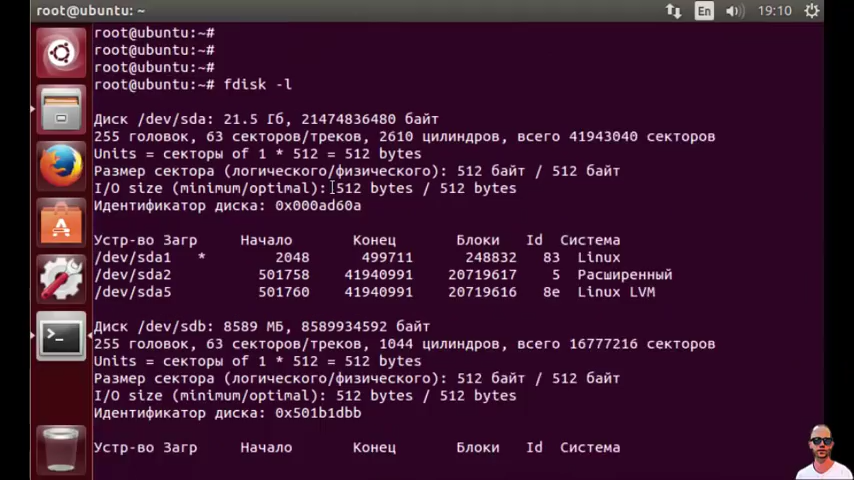 root@ubuntu: ~
En
19:10
root@ubuntu:~#
root@ubuntu:~#
root@ubuntu:~#
root@ubuntu:~# fdisk -l
Диск /dev/sda: 21.5 Гб, 21474836480 байт
255 головок, 63 секторов/треков, 2610 цилиндров, всего 41943040 секторов
Units = секторы of 1 * 512 = 512 bytes
Размер сектора (логического/физического): 512 байт / 512 байт
I/O size (minimum/optimal): 512 bytes / 512 bytes
Идентификатор диска: 0x000ad60a
Устр-во Загр     Начало       Конец       Блоки   Id  Система
/dev/sda1   *        2048      499711      248832   83  Linux
/dev/sda2          501758    41940991    20719617    5  Расширенный
/dev/sda5          501760    41940991    20719616   8e  Linux LVM
Диск /dev/sdb: 8589 МБ, 8589934592 байт
255 головок, 63 секторов/треков, 1044 цилиндров, всего 16777216 секторов
Units = секторы of 1 * 512 = 512 bytes
Размер сектора (логического/физического): 512 байт / 512 байт
I/O size (minimum/optimal): 512 bytes / 512 bytes
Идентификатор диска: 0x501b1dbb
Устр-во Загр     Начало       Конец       Блоки   Id  Система